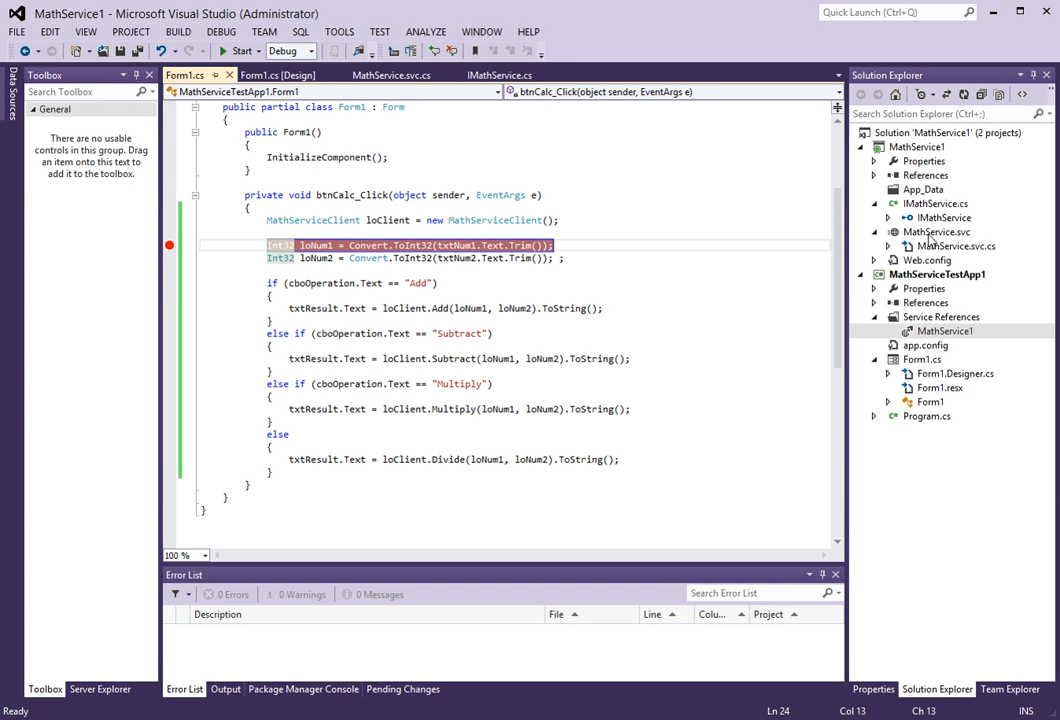 MathService1 - Microsoft Visual Studio (Administrator)
Quick Launch (Ctrl+Q)
FILE EDIT VIEW PROJECT BUILD DEBUG TEAM SQL TOOLS TEST ANALYZE WINDOW HELP
Start Debug
Data Sources
Toolbox
Search Toolbox
General
There are no usable
controls in this group. Drag
an item onto this text to
add it to the toolbox.
Form1.cs Form1.cs [Design] MathService.svc.cs IMathService.cs
MathServiceTestApp1.Form1 btnCalc_Click(object sender, EventArgs e)
public partial class Form1 : Form
{
public Form1()
{
InitializeComponent();
}
private void btnCalc_Click(object sender, EventArgs e)
{
MathServiceClient loClient = new MathServiceClient();
Int32 loNum1 = Convert.ToInt32(txtNum1.Text.Trim());
Int32 loNum2 = Convert.ToInt32(txtNum2.Text.Trim()); ;
if (cboOperation.Text == "Add")
{
txtResult.Text = loClient.Add(loNum1, loNum2).ToString();
}
else if (cboOperation.Text == "Subtract")
{
txtResult.Text = loClient.Subtract(loNum1, loNum2).ToString();
}
else if (cboOperation.Text == "Multiply")
{
txtResult.Text = loClient.Multiply(loNum1, loNum2).ToString();
}
else
{
txtResult.Text = loClient.Divide(loNum1, loNum2).ToString();
}
}
}
}
100 %
Error List
0 Errors 0 Warnings 0 Messages
Search Error List
Description File Line Colu... Project
Solution Explorer
Search Solution Explorer (Ctrl+;)
Solution 'MathService1' (2 projects)
MathService1
Properties
References
App_Data
IMathService.cs
IMathService
MathService.svc
MathService.svc.cs
Web.config
MathServiceTestApp1
Properties
References
Service References
MathService1
app.config
Form1.cs
Form1.Designer.cs
Form1.resx
Form1
Program.cs
Toolbox Server Explorer
Error List Output Package Manager Console Pending Changes
Properties Solution Explorer Team Explorer
Ready Ln 24 Col 13 Ch 13 INS